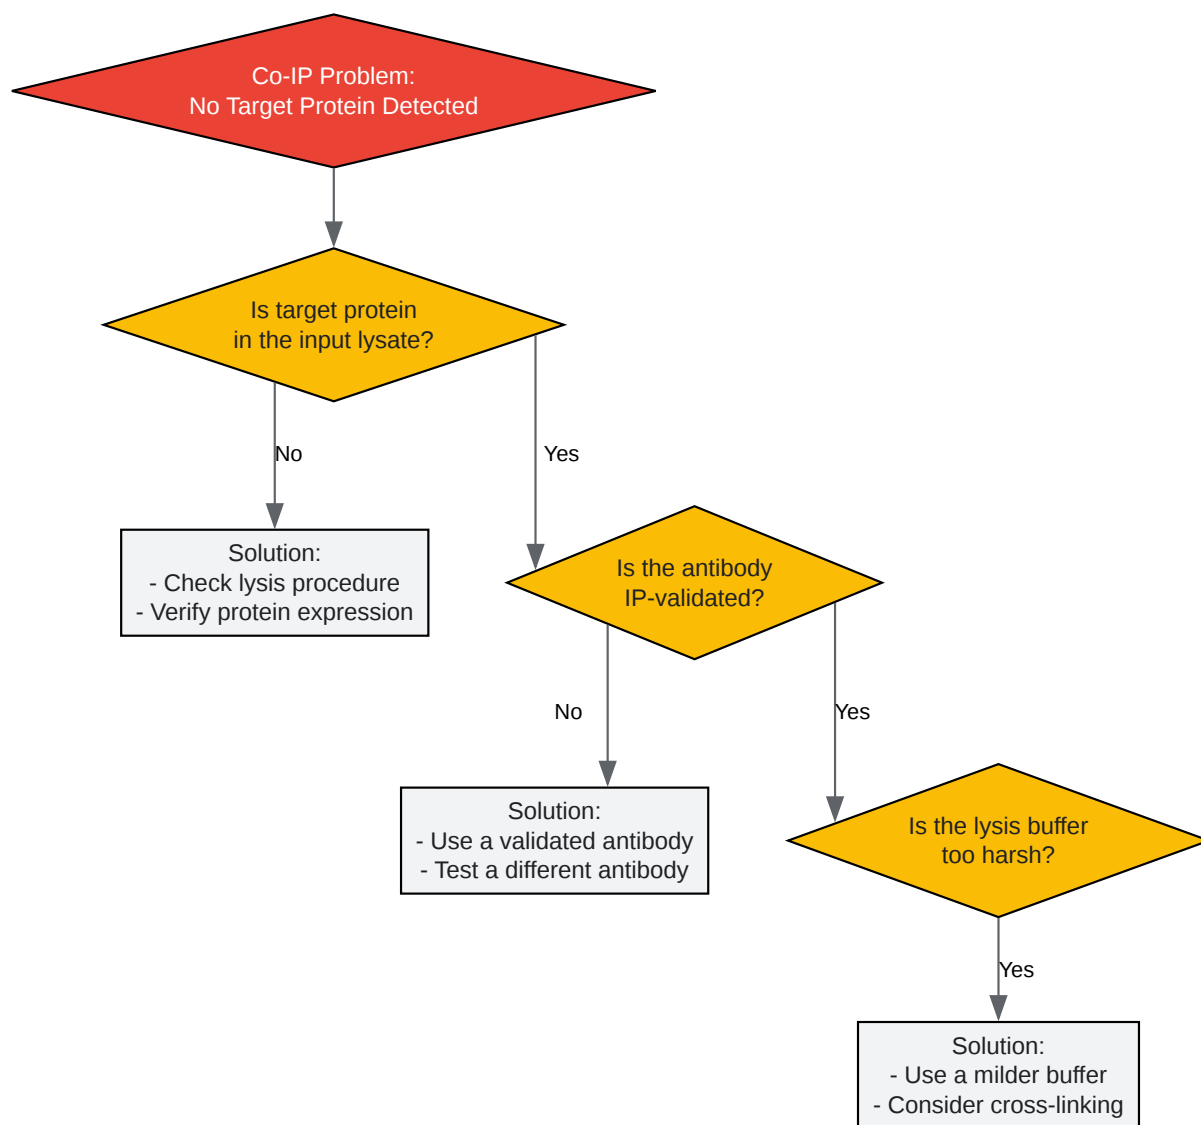 Co-IP Problem:
No Target Protein Detected
Is target protein
in the input lysate?
No
Yes
Solution:
- Check lysis procedure
- Verify protein expression
Is the antibody
IP-validated?
No
Yes
Solution:
- Use a validated antibody
- Test a different antibody
Is the lysis buffer
too harsh?
Yes
Solution:
- Use a milder buffer
- Consider cross-linking